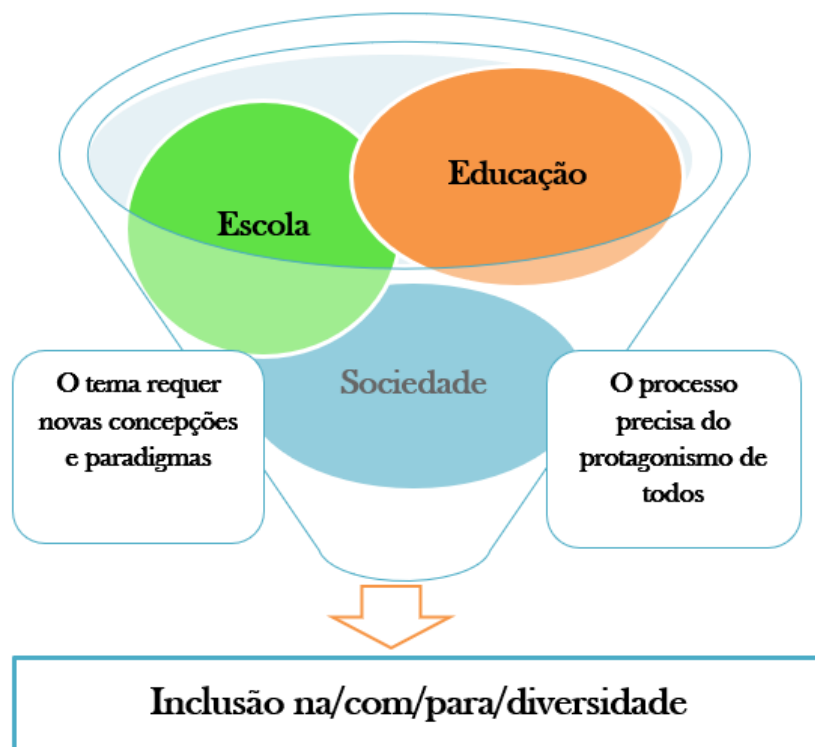 Educação
Escola
Sociedade
O tema requer
novas concepções
e paradigmas
O processo
precisa do
protagonismo de
todos
Inclusão na/com/para/diversidade